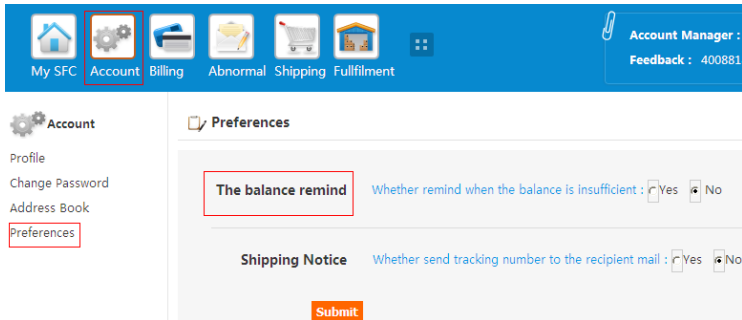 Account Manager :
Feedback : 400881
My SFC Account Billing Abnormal Shipping Fullfilment
Account
Profile
Change Password
Address Book
Preferences
Preferences
The balance remind Whether remind when the balance is insufficient : Yes No
Shipping Notice Whether send tracking number to the recipient mail : Yes No
Submit